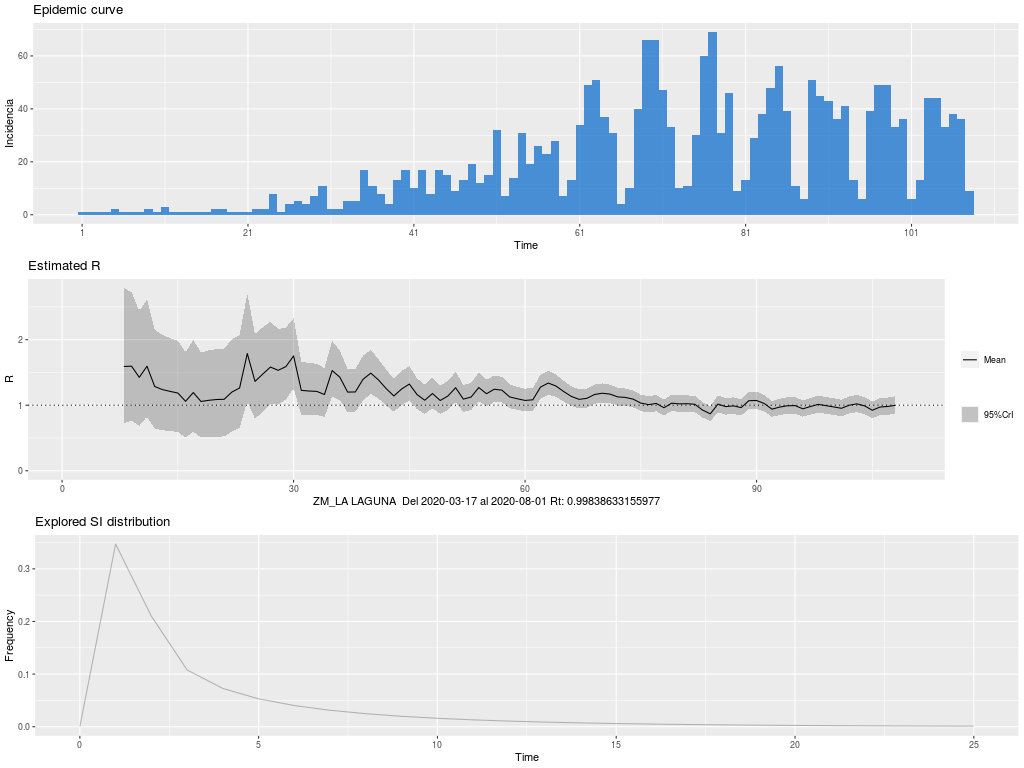 Epidemic curve
Incidencia
60
40
20
0
1 21 41 61 81 101
Time
Estimated R
R
2
1
0
0 30 60 90
ZM_LA LAGUNA Del 2020-03-17 al 2020-08-01 Rt: 0.99838633155977
Mean
95%CrI
Explored SI distribution
Frequency
0.3
0.2
0.1
0.0
0 5 10 15 20 25
Time